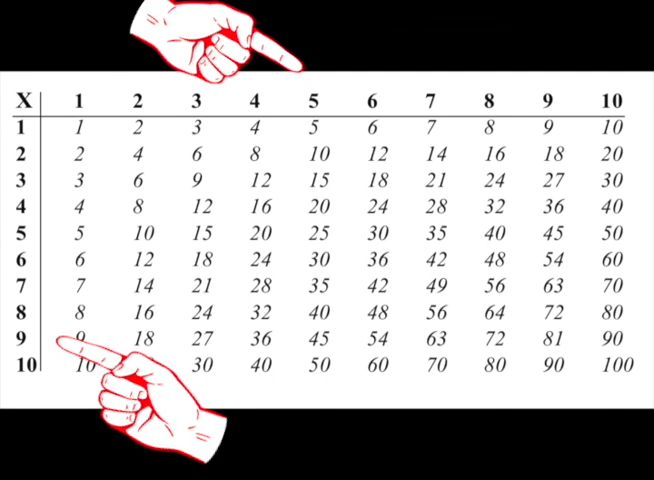 X 1 2 3 4 5 6 7 8 9 10
1 1 2 3 4 5 6 7 8 9 10
2 2 4 6 8 10 12 14 16 18 20
3 3 6 9 12 15 18 21 24 27 30
4 4 8 12 16 20 24 28 32 36 40
5 5 10 15 20 25 30 35 40 45 50
6 6 12 18 24 30 36 42 48 54 60
7 7 14 21 28 35 42 49 56 63 70
8 8 16 24 32 40 48 56 64 72 80
9 9 18 27 36 45 54 63 72 81 90
10 10 30 40 50 60 70 80 90 100